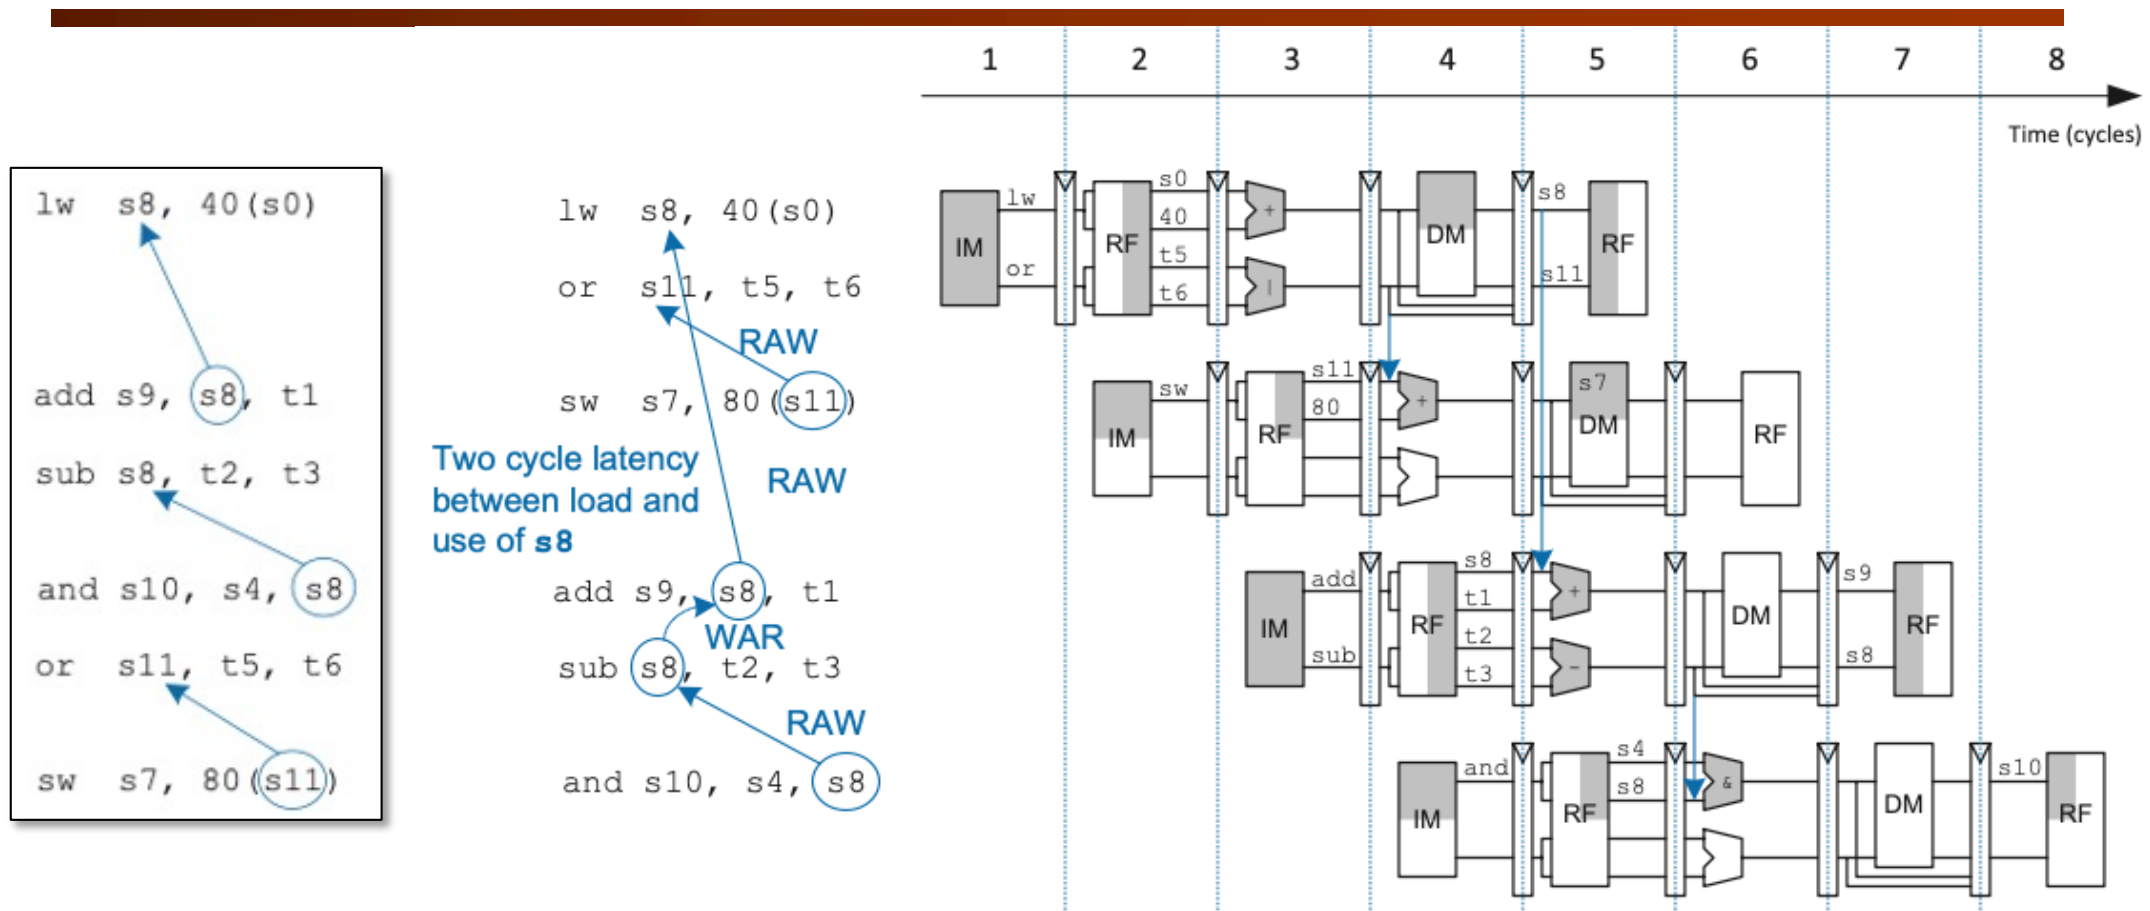 1 2 3 4 5 6 7 8
Time (cycles)
lw s8, 40(s0)
add s9, s8, t1
sub s8, t2, t3
and s10, s4, s8
or s11, t5, t6
sw s7, 80(s11)
lw s8, 40(s0)
or s11, t5, t6
RAW
sw s7, 80(s11)
Two cycle latency
between load and
use of s8
RAW
add s9, s8, t1
WAR
sub s8, t2, t3
RAW
and s10, s4, s8
IM
lw
or
RF
s0
40
t5
t6
+
|
DM
s8
s11
RF
IM
sw
RF
s11
80
+
s7
DM
RF
IM
add
sub
RF
s8
t1
t2
t3
+
-
DM
s9
s8
RF
IM
and
RF
s4
s8
&
DM
s10
RF